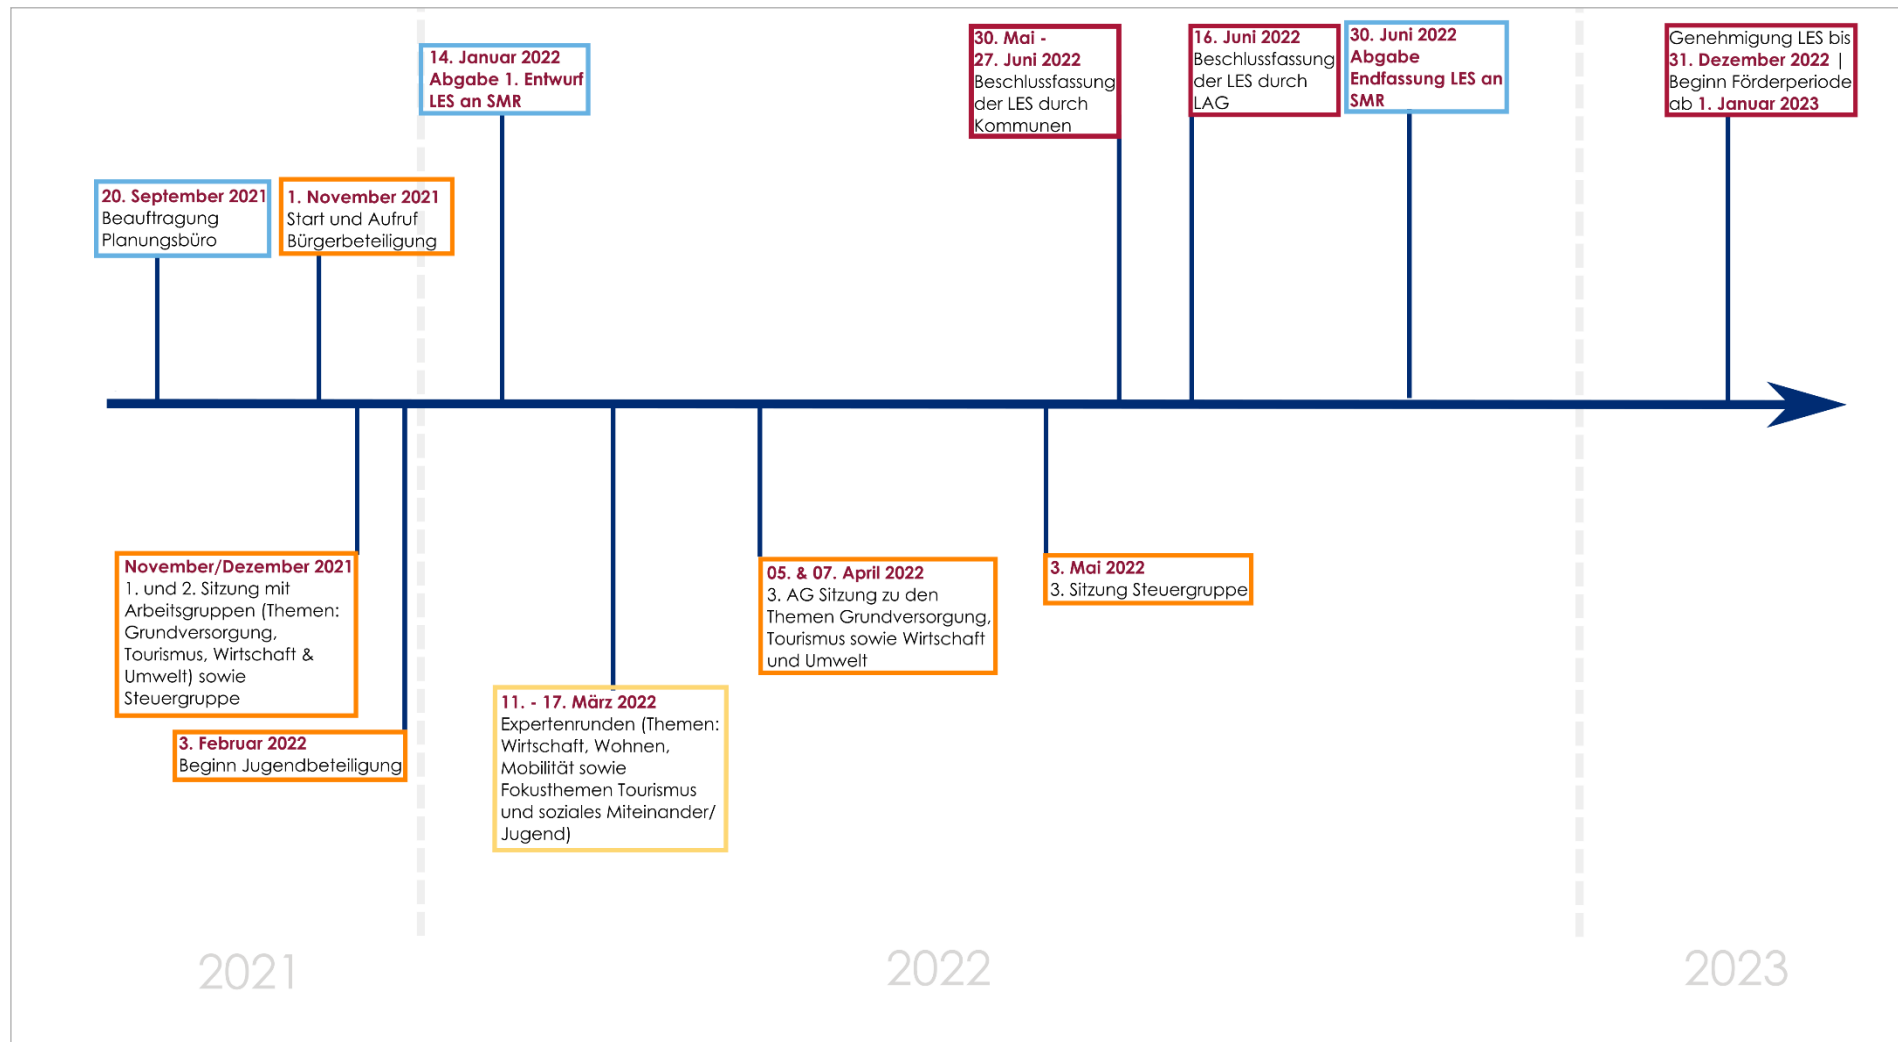 14. Januar 2022
Abgabe 1. Entwurf
LES an SMR
30. Mai -
27. Juni 2022
Beschlussfassung
der LES durch
Kommunen
16. Juni 2022
Beschlussfassung
der LES durch
LAG
30. Juni 2022
Abgabe
Endfassung LES an
SMR
Genehmigung LES bis
31. Dezember 2022 |
Beginn Förderperiode
ab 1. Januar 2023
20. September 2021
Beauftragung
Planungsbüro
1. November 2021
Start und Aufruf
Bürgerbeteiligung
November/Dezember 2021
1. und 2. Sitzung mit
Arbeitsgruppen (Themen:
Grundversorgung,
Tourismus, Wirtschaft &
Umwelt) sowie
Steuergruppe
3. Februar 2022
Beginn Jugendbeteiligung
11. - 17. März 2022
Expertenrunden (Themen:
Wirtschaft, Wohnen,
Mobilität sowie
Fokusthemen Tourismus
und soziales Miteinander/
Jugend)
05. & 07. April 2022
3. AG Sitzung zu den
Themen Grundversorgung,
Tourismus sowie Wirtschaft
und Umwelt
3. Mai 2022
3. Sitzung Steuergruppe
2021
2022
2023